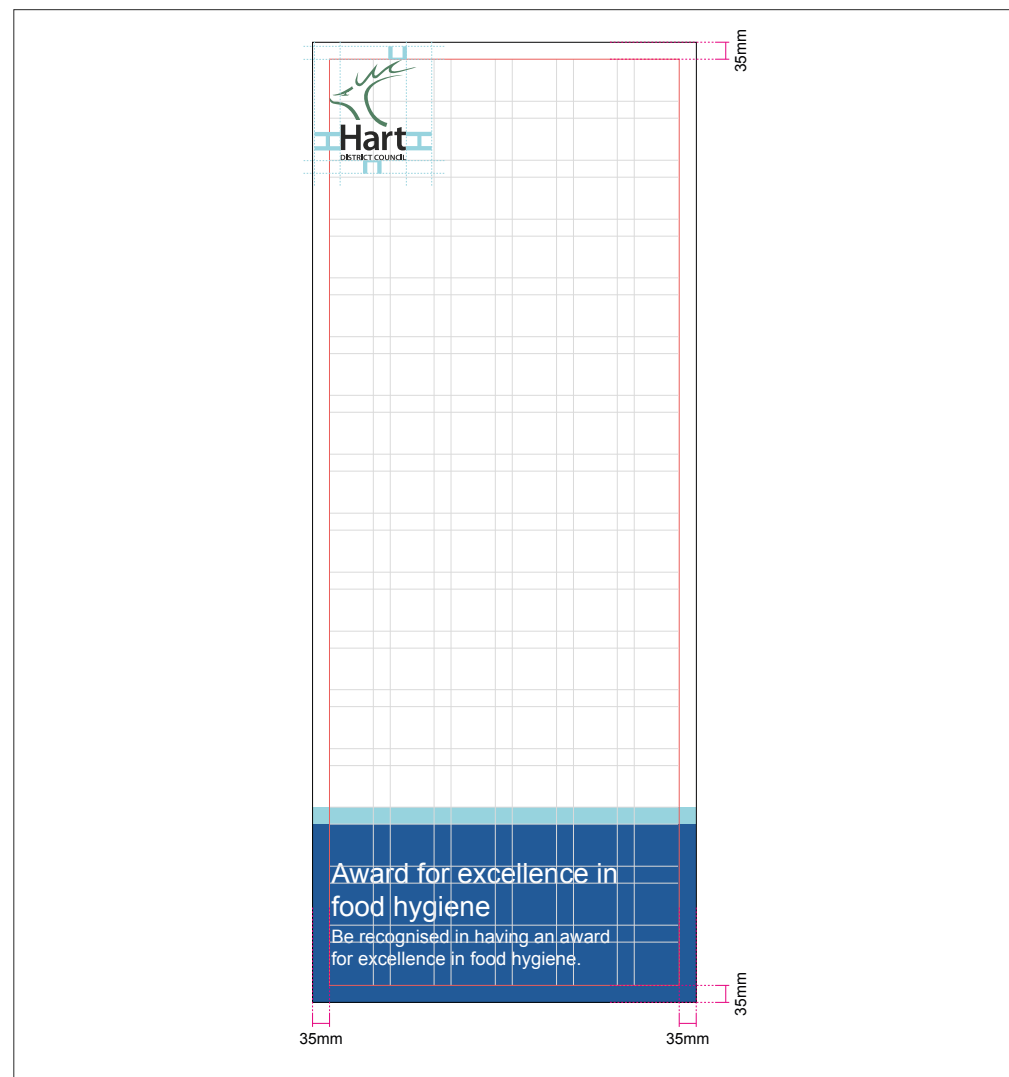 35mm
Hart
DISTRICT COUNCIL
Award for excellence in
food hygiene
Be recognised in having an award
for excellence in food hygiene.
35mm
35mm
35mm